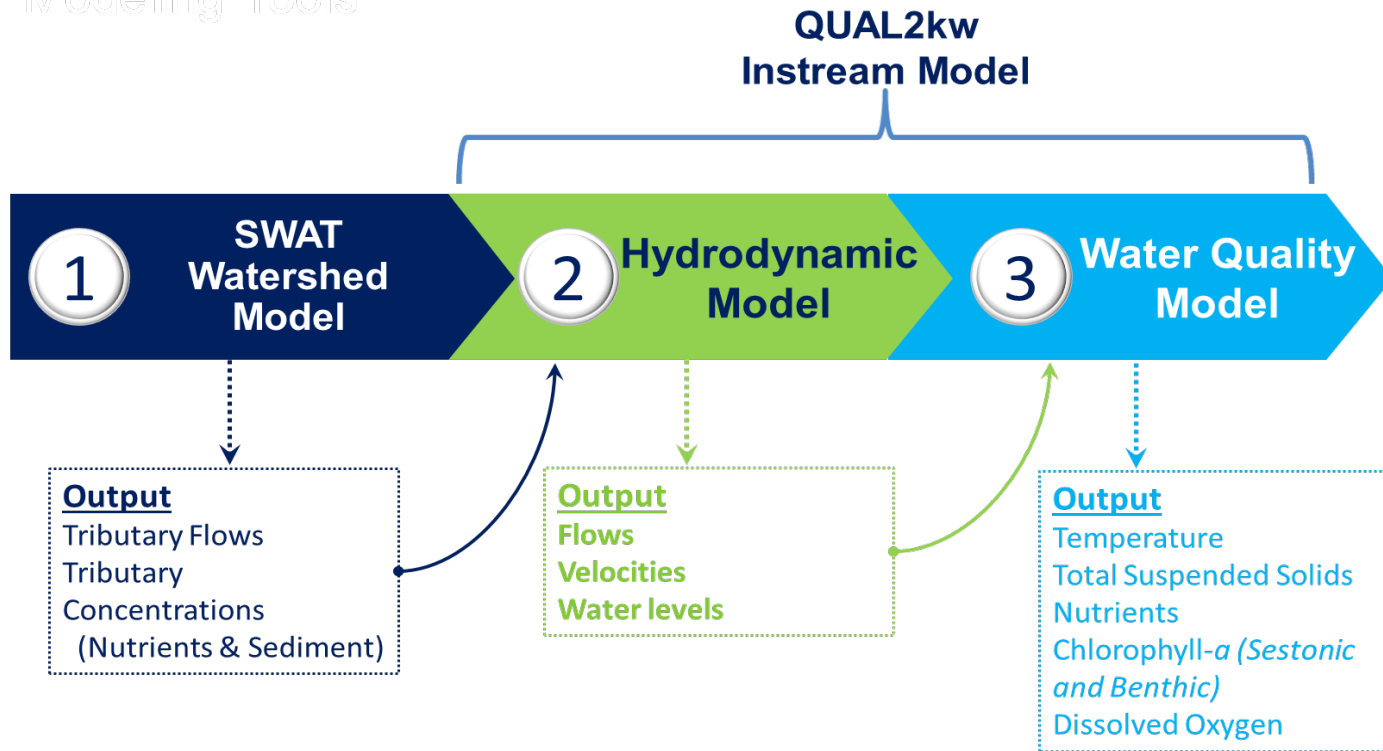 Modeling Tools
QUAL2kw
Instream Model
1
SWAT
Watershed
Model
2
Hydrodynamic
Model
3
Water Quality
Model
Output
Tributary Flows
Tributary
Concentrations
(Nutrients & Sediment)
Output
Flows
Velocities
Water levels
Output
Temperature
Total Suspended Solids
Nutrients
Chlorophyll-a (Sestonic
and Benthic)
Dissolved Oxygen